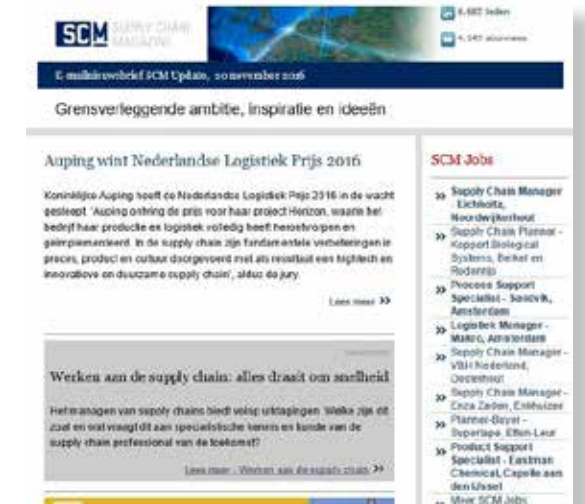 SCM SUPPLY CHAIN
MAGAZINE
leden
abonnees
E-mailnieuwsbrief SCM Update, 20 november 2016
Grensverleggende ambitie, inspiratie en ideeën
Auping wint Nederlandse Logistiek Prijs 2016
Koninklijke Auping heeft de Nederlandse Logistiek Prijs 2016 in de wacht
gesleept. 'Auping ontving de prijs voor haar project Horizon, waarin het
bedrijf haar productie en logistiek volledig heeft herontworpen en
geïmplementeerd. In de supply chain zijn fundamentele verbeteringen in
proces, product en cultuur doorgevoerd met als resultaat een hightech en
innovatieve en duurzame supply chain', aldus de jury.
Lees meer »
Werken aan de supply chain: alles draait om snelheid
Het managen van supply chains biedt volop uitdagingen. Welke zijn dit
zoal en wat vraagt dit aan specialistische kennis en kunde van de
supply chain professional van de toekomst?
Lees meer - Werken aan de supply chain »
SCM Jobs
» Supply Chain Manager
- Eichholtz,
Noordwijkerhout
» Supply Chain Planner -
Koppert Biological
Systems, Berkel en
Rodenrijs
» Process Support
Specialist - Sandvik,
Amsterdam
» Logistiek Manager -
Makro, Amsterdam
» Supply Chain Manager -
VBH Nederland,
Oosterhout
» Supply Chain Manager -
Enza Zaden, Enkhuizen
» Planner-Buyer -
Supertape, Etten-Leur
» Product Support
Specialist - Eastman
Chemical, Capelle aan
den IJssel
» Meer SCM Jobs